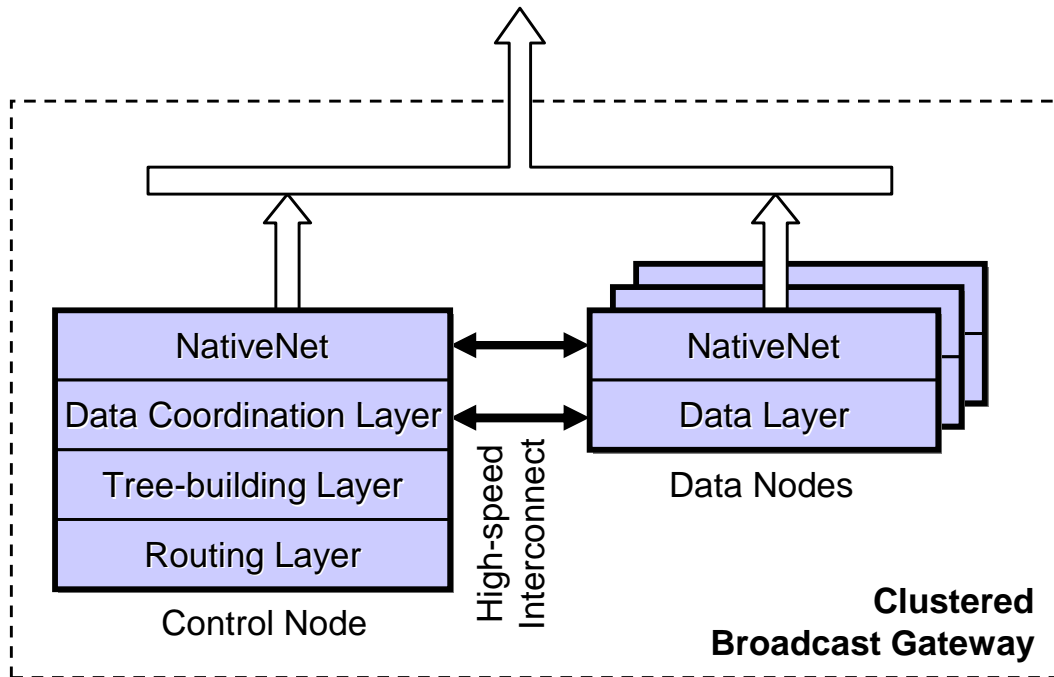 NativeNet
Data Coordination Layer
Tree-building Layer
Routing Layer
Control Node
High-speed
Interconnect
NativeNet
Data Layer
Data Nodes
Clustered
Broadcast Gateway